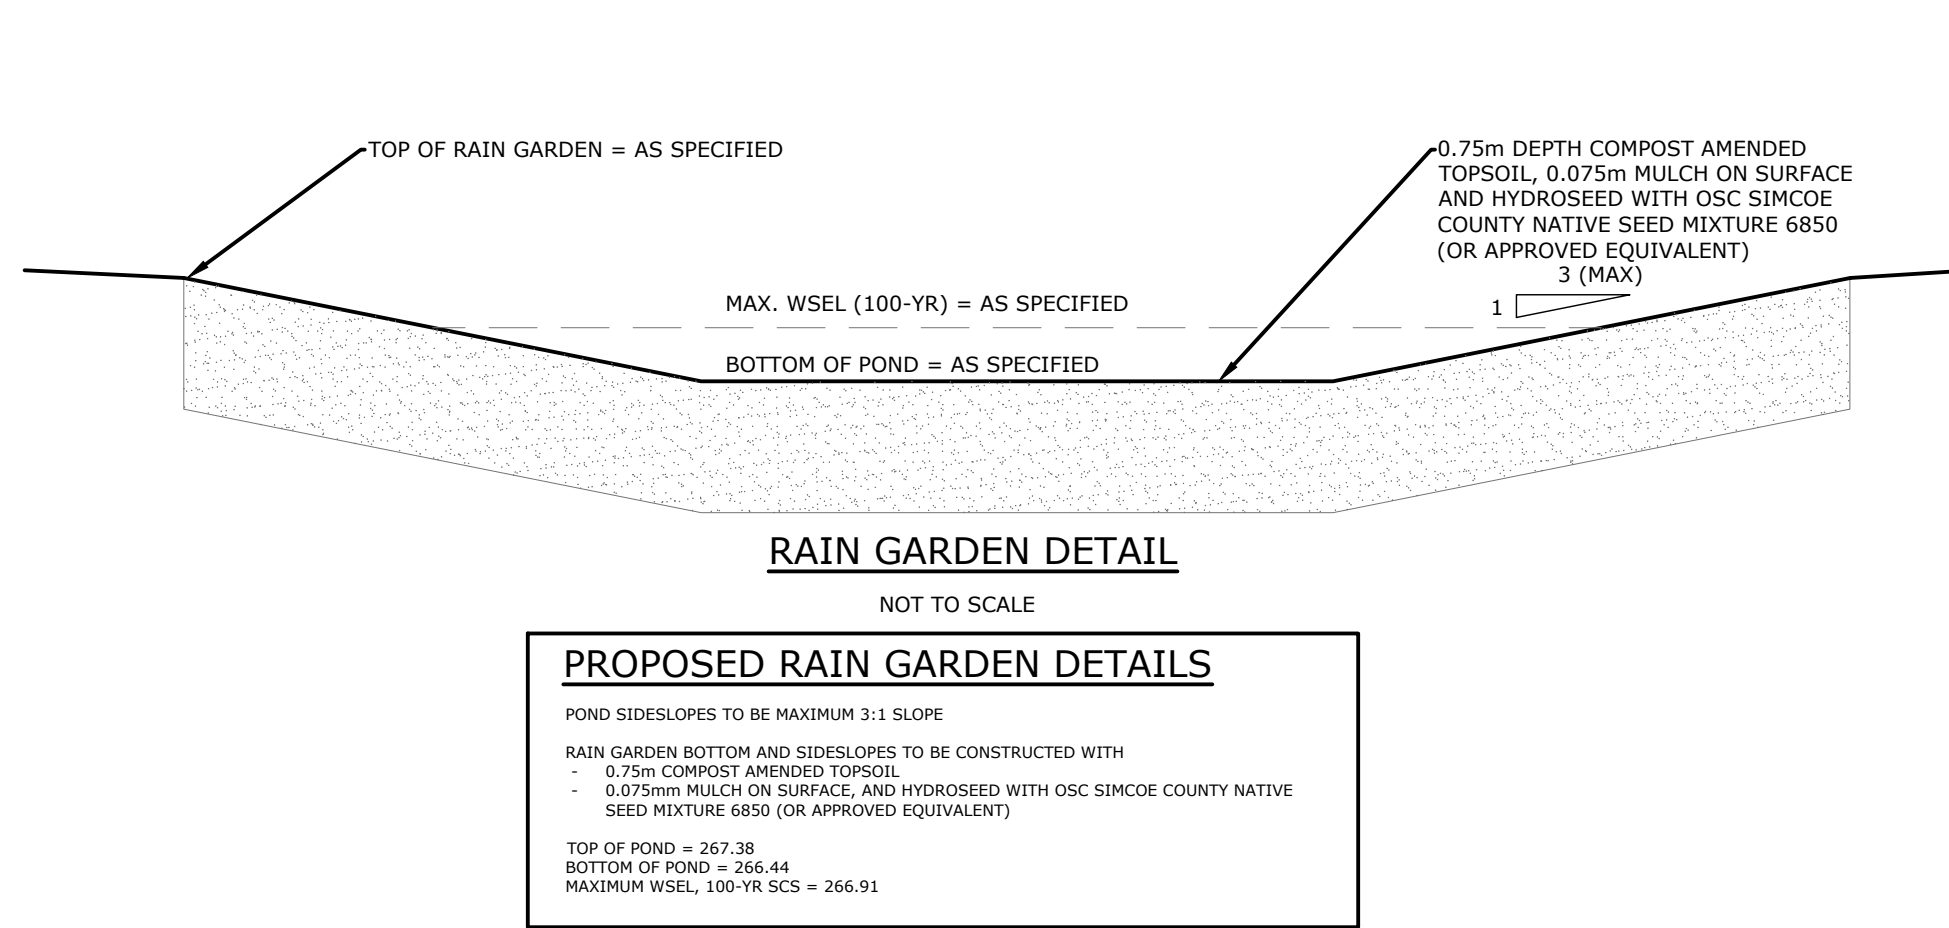 TOP OF RAIN GARDEN = AS SPECIFIED
0.75m DEPTH COMPOST AMENDED
TOPSOIL, 0.075m MULCH ON SURFACE
AND HYDROSEED WITH OSC SIMCOE
COUNTY NATIVE SEED MIXTURE 6850
(OR APPROVED EQUIVALENT)
3 (MAX)
1
MAX. WSEL (100-YR) = AS SPECIFIED
BOTTOM OF POND = AS SPECIFIED
RAIN GARDEN DETAIL
NOT TO SCALE
PROPOSED RAIN GARDEN DETAILS
POND SIDESLOPES TO BE MAXIMUM 3:1 SLOPE
RAIN GARDEN BOTTOM AND SIDESLOPES TO BE CONSTRUCTED WITH
- 0.75m COMPOST AMENDED TOPSOIL
- 0.075mm MULCH ON SURFACE, AND HYDROSEED WITH OSC SIMCOE COUNTY NATIVE
SEED MIXTURE 6850 (OR APPROVED EQUIVALENT)
TOP OF POND = 267.38
BOTTOM OF POND = 266.44
MAXIMUM WSEL, 100-YR SCS = 266.91